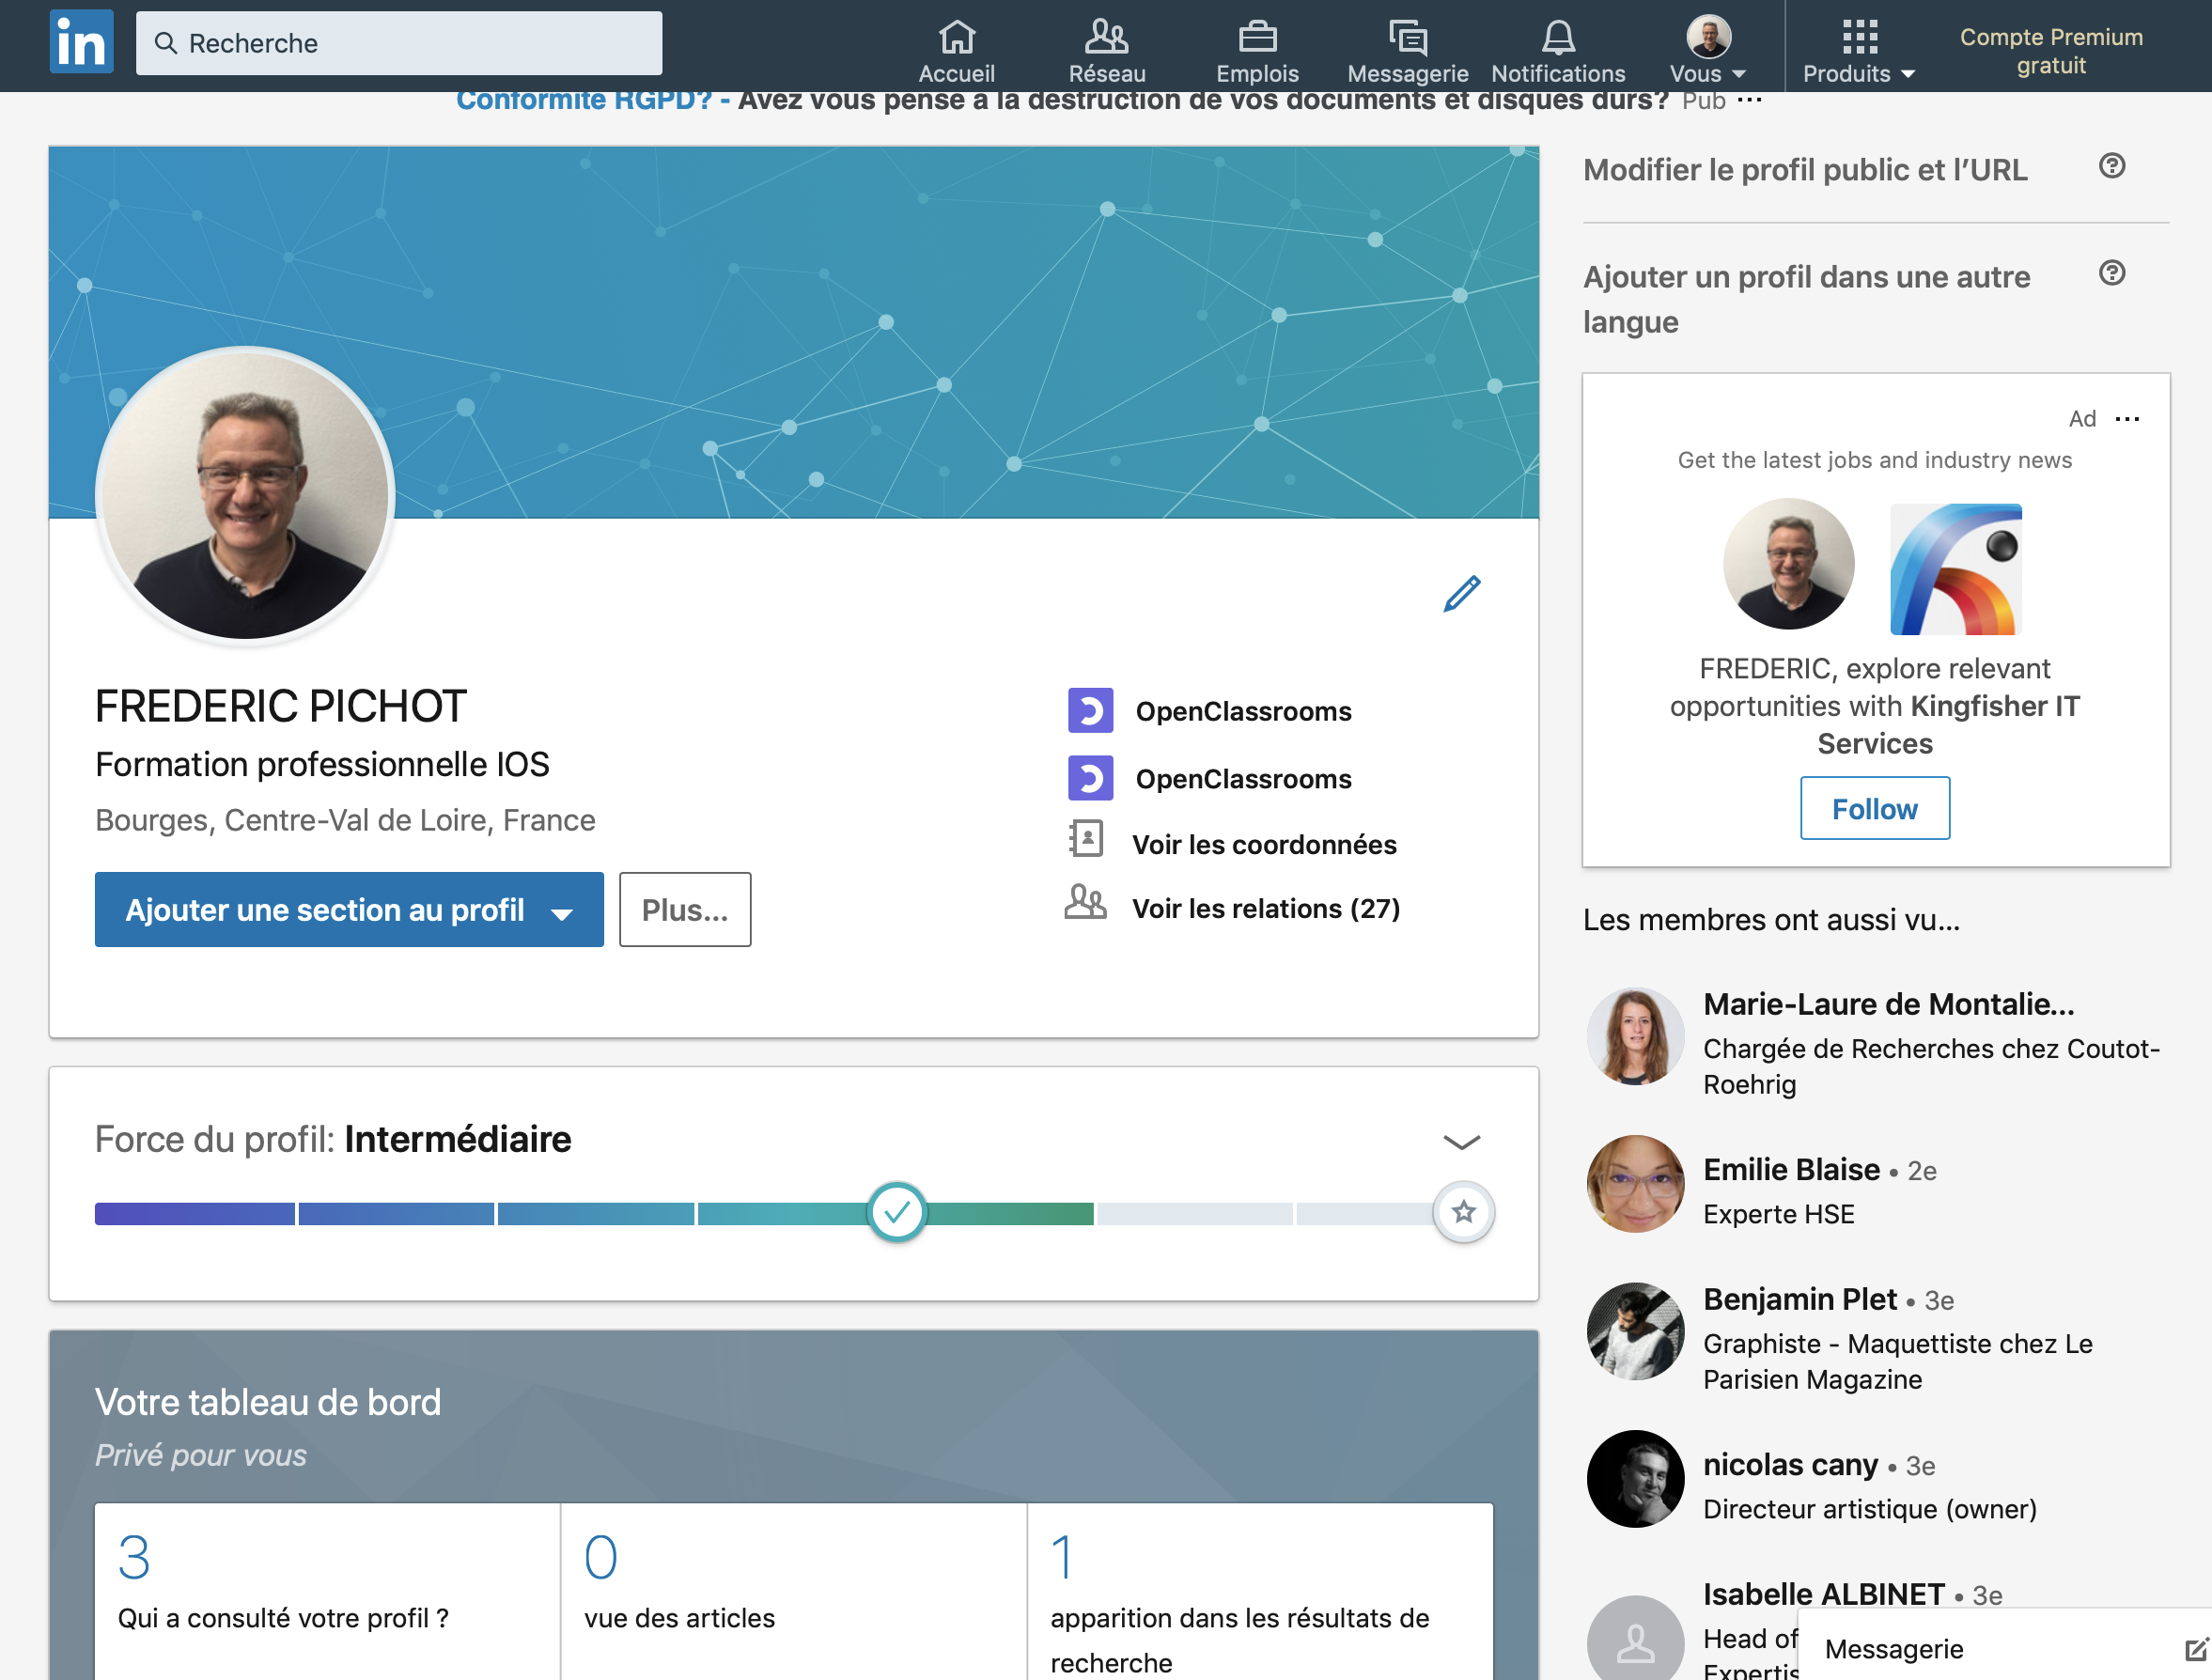 in
Recherche
Accueil
Réseau
Emplois
Messagerie
Notifications
Vous
Produits
Compte Premium
gratuit
Conformité RGPD? - Avez vous pensé à la destruction de vos documents et disques durs? Pub ...
FREDERIC PICHOT
Formation professionnelle IOS
Bourges, Centre-Val de Loire, France
Ajouter une section au profil
Plus...
OpenClassrooms
OpenClassrooms
Voir les coordonnées
Voir les relations (27)
Force du profil: Intermédiaire
Votre tableau de bord
Privé pour vous
3
Qui a consulté votre profil ?
0
vue des articles
1
apparition dans les résultats de
recherche
Modifier le profil public et l’URL
Ajouter un profil dans une autre
langue
Ad ...
Get the latest jobs and industry news
FREDERIC, explore relevant
opportunities with Kingfisher IT
Services
Follow
Les membres ont aussi vu...
Marie-Laure de Montalie...
Chargée de Recherches chez Coutot-
Roehrig
Emilie Blaise • 2e
Experte HSE
Benjamin Plet • 3e
Graphiste - Maquettiste chez Le
Parisien Magazine
nicolas cany • 3e
Directeur artistique (owner)
Isabelle ALBINET • 3e
Head of
Messagerie